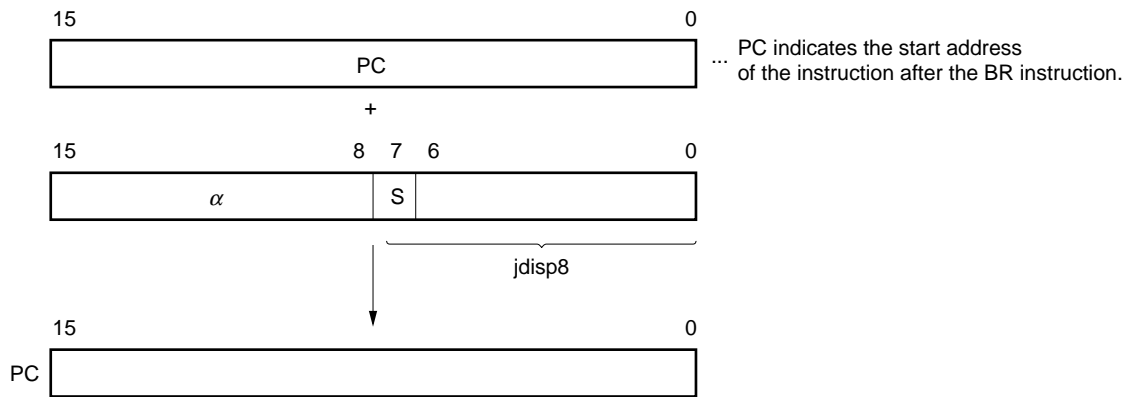 15 0
PC
... PC indicates the start address
of the instruction after the BR instruction.
+
15 8 7 6 0
α S
jdisp8
15 0
PC